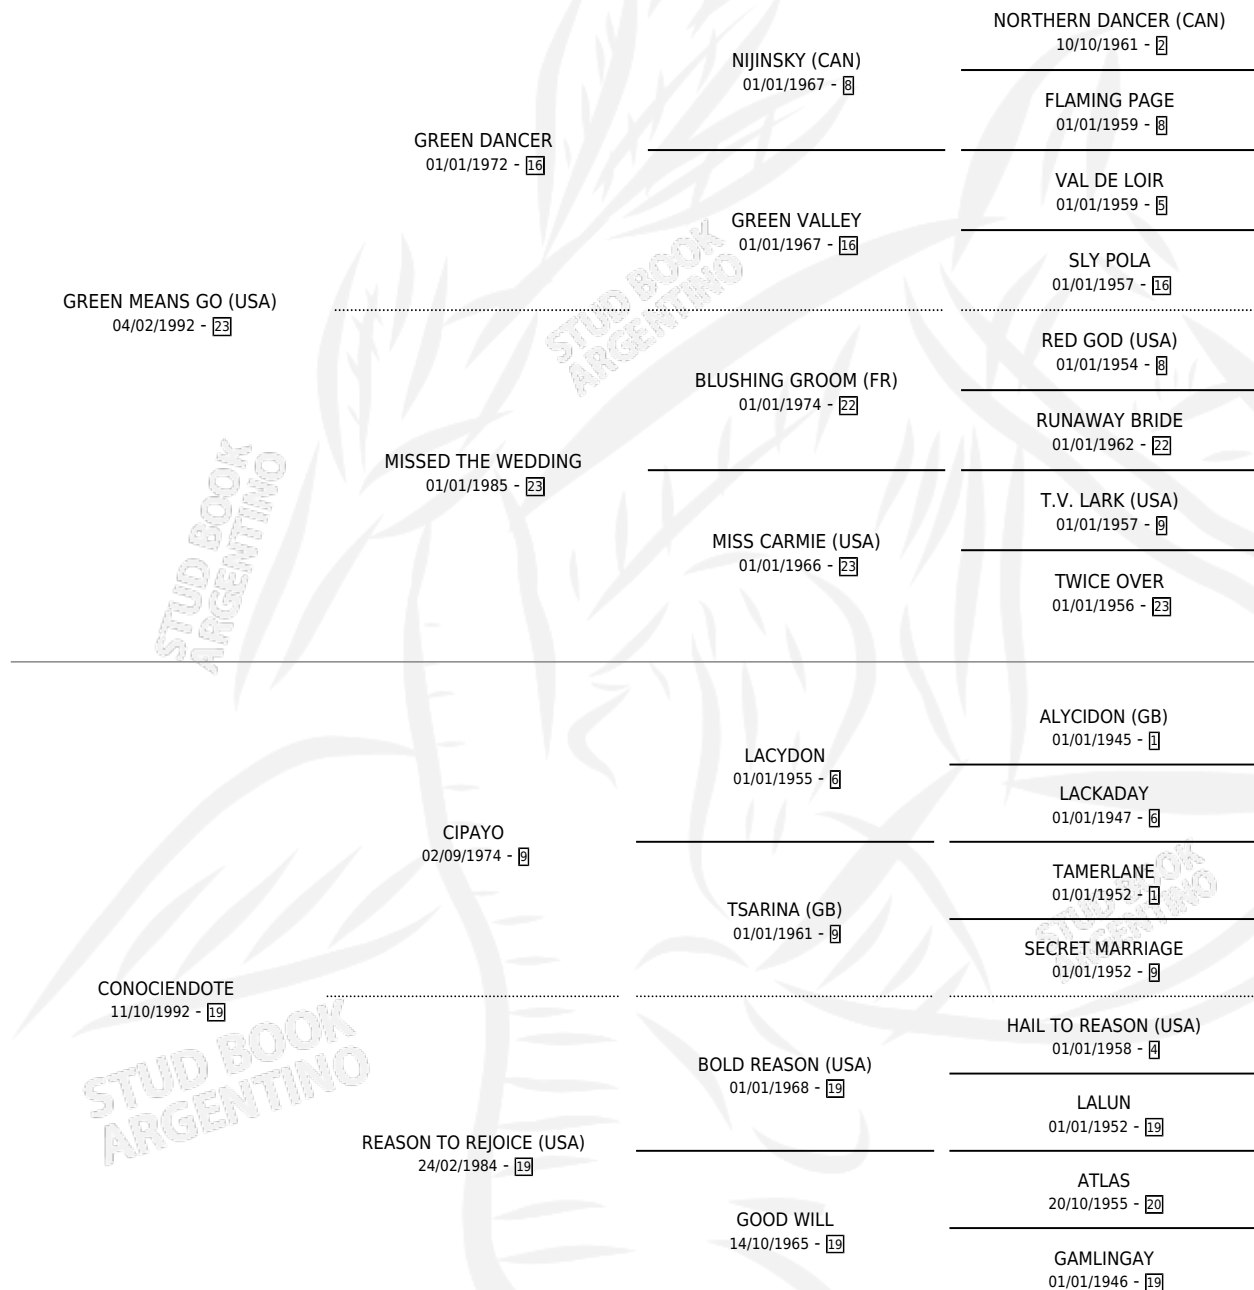 NORTHERN DANCER (CAN)
10/10/1961 - 2
NIJINSKY (CAN)
01/01/1967 - 8
FLAMING PAGE
01/01/1959 - 8
GREEN DANCER
01/01/1972 - 16
VAL DE LOIR
01/01/1959 - 5
GREEN VALLEY
01/01/1967 - 16
SLY POLA
01/01/1957 - 16
GREEN MEANS GO (USA)
04/02/1992 - 23
STUD BOOK
ARGENTINO
RED GOD (USA)
01/01/1954 - 8
BLUSHING GROOM (FR)
01/01/1974 - 22
RUNAWAY BRIDE
01/01/1962 - 22
MISSED THE WEDDING
01/01/1985 - 23
T.V. LARK (USA)
01/01/1957 - 9
MISS CARMIE (USA)
01/01/1966 - 23
TWICE OVER
01/01/1956 - 23
STUD BOOK
ARGENTINO
ALYCIDON (GB)
01/01/1945 - 1
LACYDON
01/01/1955 - 6
LACKADAY
01/01/1947 - 6
CIPAYO
02/09/1974 - 9
TAMERLANE
01/01/1952 - 1
TSARINA (GB)
01/01/1961 - 9
STUD BOOK
ARGENTINO
SECRET MARRIAGE
01/01/1952 - 9
CONOCIENDOTE
11/10/1992 - 19
HAIL TO REASON (USA)
01/01/1958 - 4
STUD BOOK
ARGENTINO
BOLD REASON (USA)
01/01/1968 - 19
LALUN
01/01/1952 - 19
REASON TO REJOICE (USA)
24/02/1984 - 19
ATLAS
20/10/1955 - 20
GOOD WILL
14/10/1965 - 19
GAMLINGAY
01/01/1946 - 19